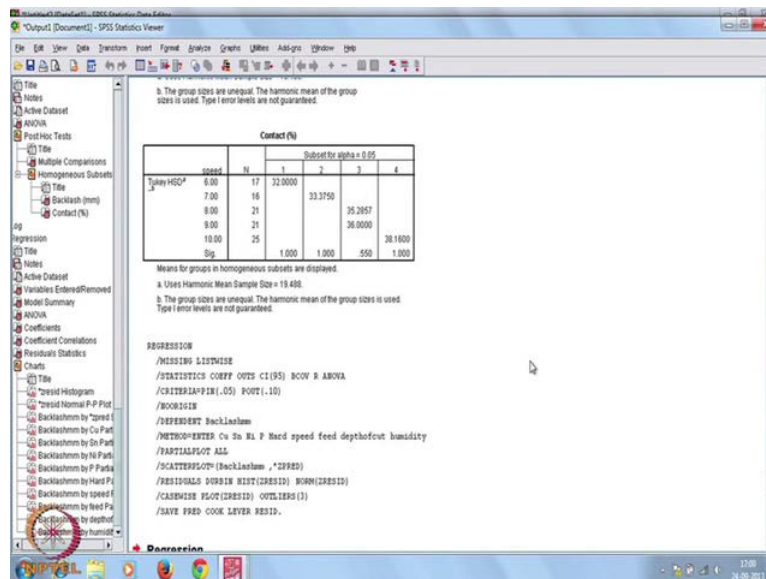 *Output1 [Document1] - SPSS Statistics Viewer
File Edit View Data Transform Insert Format Analyze Graphs Utilities Add-ons Window Help
Title
Notes
Active Dataset
ANOVA
Post Hoc Tests
Title
Multiple Comparisons
Homogeneous Subsets
Title
Backlash (mm)
Contact (%)
og
Regression
Title
Notes
Active Dataset
Variables Entered/Removed
Model Summary
ANOVA
Coefficients
Coefficient Correlations
Residuals Statistics
Charts
Title
*zresid Histogram
*zresid Normal P-P Plot
Backlashmm by *zpred
Backlashmm by Cu Part
Backlashmm by Sn Parti
Backlashmm by Ni Partia
Backlashmm by P Partia
Backlashmm by Hard Pa
Backlashmm by speed
Backlashmm by feed Pa
by depthof
by humidit
b. The group sizes are unequal. The harmonic mean of the group
sizes is used. Type I error levels are not guaranteed.
Contact (%)
Subset for alpha = 0.05
speed N 1 2 3 4
Tukey HSD a,b 6.00 17 32.0000
7.00 16 33.3750
8.00 21 35.2857
9.00 21 36.0000
10.00 25 38.1600
Sig. 1.000 1.000 .550 1.000
Means for groups in homogeneous subsets are displayed.
a. Uses Harmonic Mean Sample Size = 19.488.
b. The group sizes are unequal. The harmonic mean of the group sizes is used.
Type I error levels are not guaranteed.
REGRESSION
/MISSING LISTWISE
/STATISTICS COEFF OUTS CI(95) BCOV R ANOVA
/CRITERIA=PIN(.05) POUT(.10)
/NOORIGIN
/DEPENDENT Backlashmm
/METHOD=ENTER Cu Sn Ni P Hard speed feed depthofcut humidity
/PARTIALPLOT ALL
/SCATTERPLOT=(Backlashmm ,*ZPRED)
/RESIDUALS DURBIN HIST(ZRESID) NORM(ZRESID)
/CASEWISE PLOT(ZRESID) OUTLIERS(3)
/SAVE PRED COOK LEVER RESID.
Regression
NPTEL
17:00